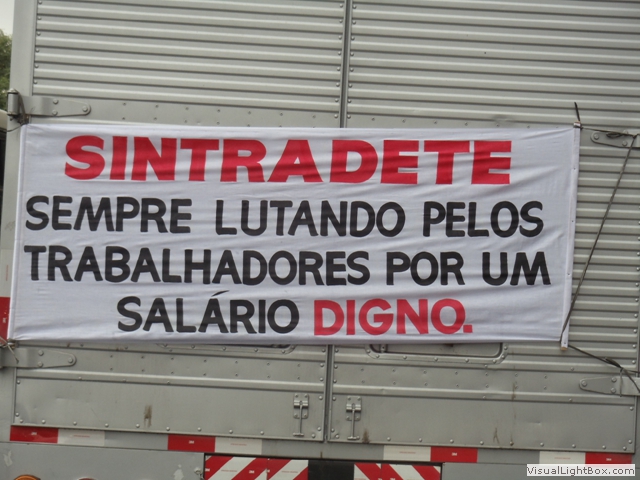 SINTRADETE
SEMPRE LUTANDO PELOS
TRABALHADORES POR UM
SALÁRIO DIGNO.
VisualLightBox.com